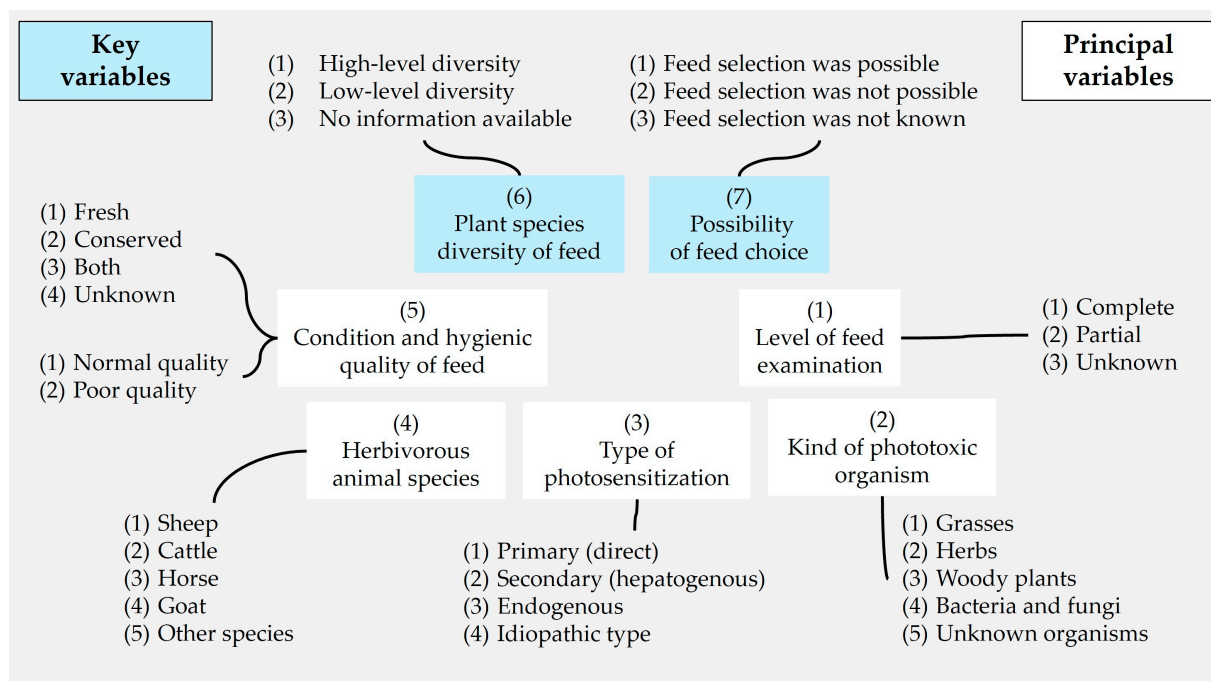 Key
variables
Principal
variables
(1) High-level diversity
(2) Low-level diversity
(3) No information available
(1) Feed selection was possible
(2) Feed selection was not possible
(3) Feed selection was not known
(6)
Plant species
diversity of feed
(7)
Possibility
of feed choice
(1) Fresh
(2) Conserved
(3) Both
(4) Unknown
(1) Normal quality
(2) Poor quality
(5)
Condition and hygienic
quality of feed
(1)
Level of feed
examination
(1) Complete
(2) Partial
(3) Unknown
(4)
Herbivorous
animal species
(3)
Type of
photosensitization
(2)
Kind of phototoxic
organism
(1) Sheep
(2) Cattle
(3) Horse
(4) Goat
(5) Other species
(1) Primary (direct)
(2) Secondary (hepatogenous)
(3) Endogenous
(4) Idiopathic type
(1) Grasses
(2) Herbs
(3) Woody plants
(4) Bacteria and fungi
(5) Unknown organisms